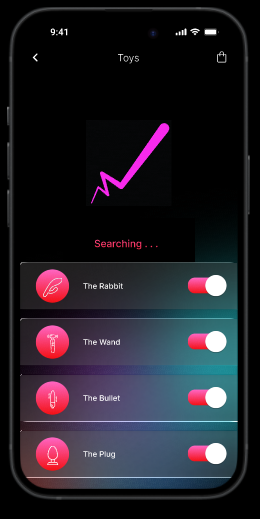 9:41
Toys
Searching . . .
The Rabbit
The Wand
The Bullet
The Plug